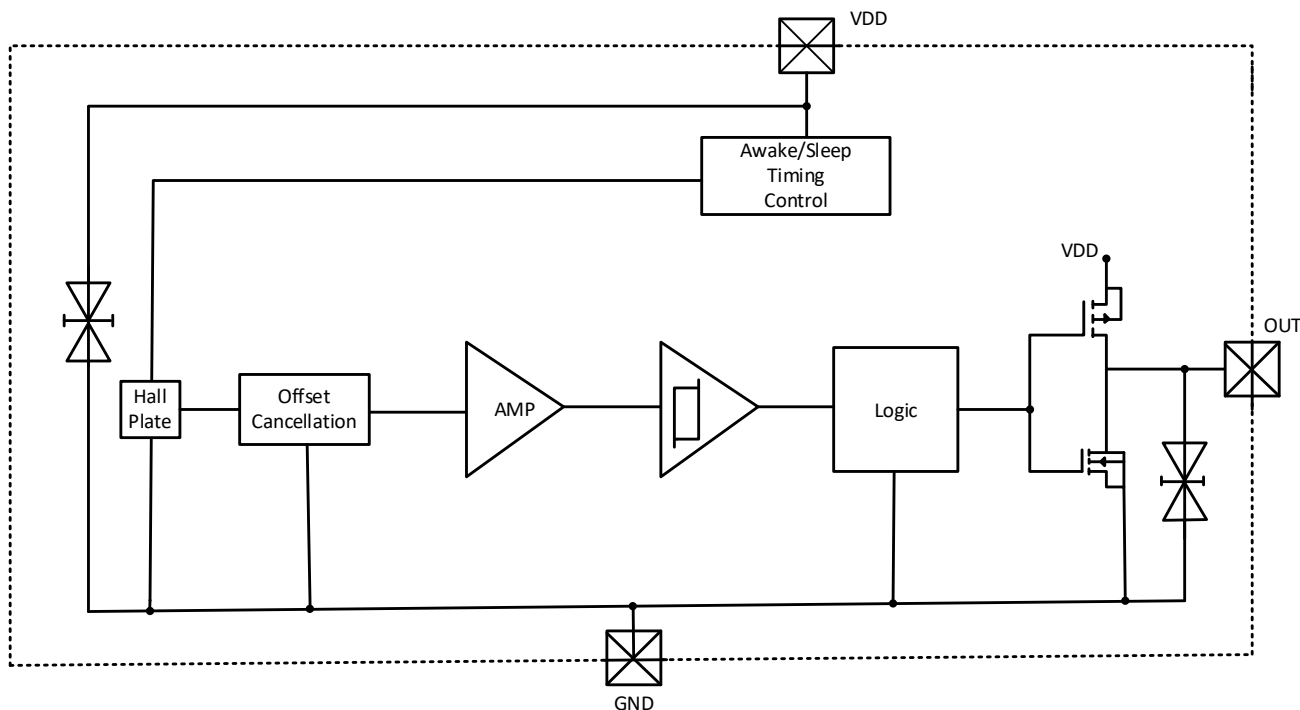 VDD
Awake/Sleep
Timing
Control
VDD
OUT
Hall
Plate
Offset
Cancellation
AMP
Logic
GND